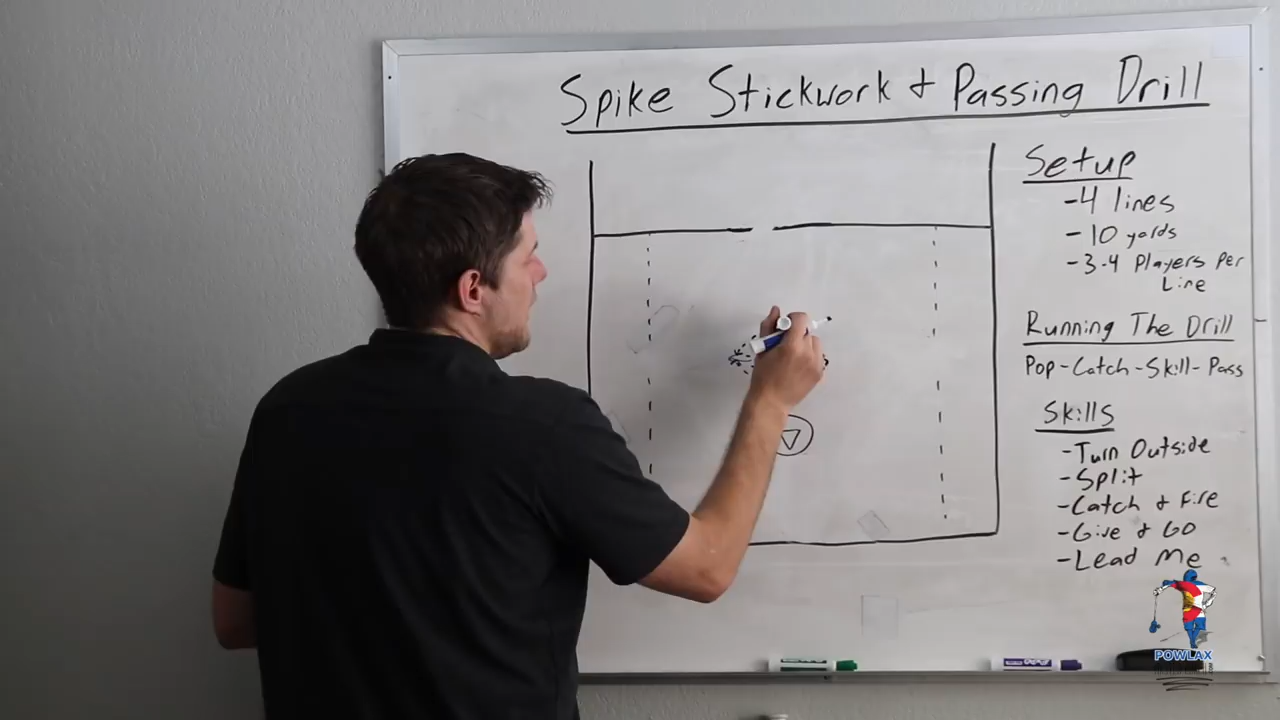 Spike Stickwork & Passing Drill
Setup
-4 lines
-10 yards
-3-4 Players Per
Line
Running The Drill
Pop-Catch-Skill-Pass
Skills
-Turn Outside
-Split
-Catch & Fire
-Give & GO
-Lead Me
POWLAX